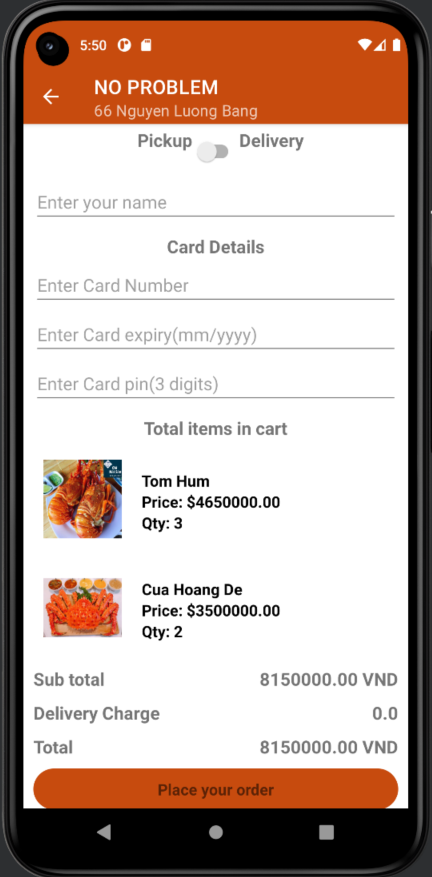 5:50
NO PROBLEM
66 Nguyen Luong Bang
Pickup Delivery
Enter your name
Card Details
Enter Card Number
Enter Card expiry(mm/yyyy)
Enter Card pin(3 digits)
Total items in cart
Tom Hum
Price: $4650000.00
Qty: 3
Cua Hoang De
Price: $3500000.00
Qty: 2
Sub total 8150000.00 VND
Delivery Charge 0.0
Total 8150000.00 VND
Place your order